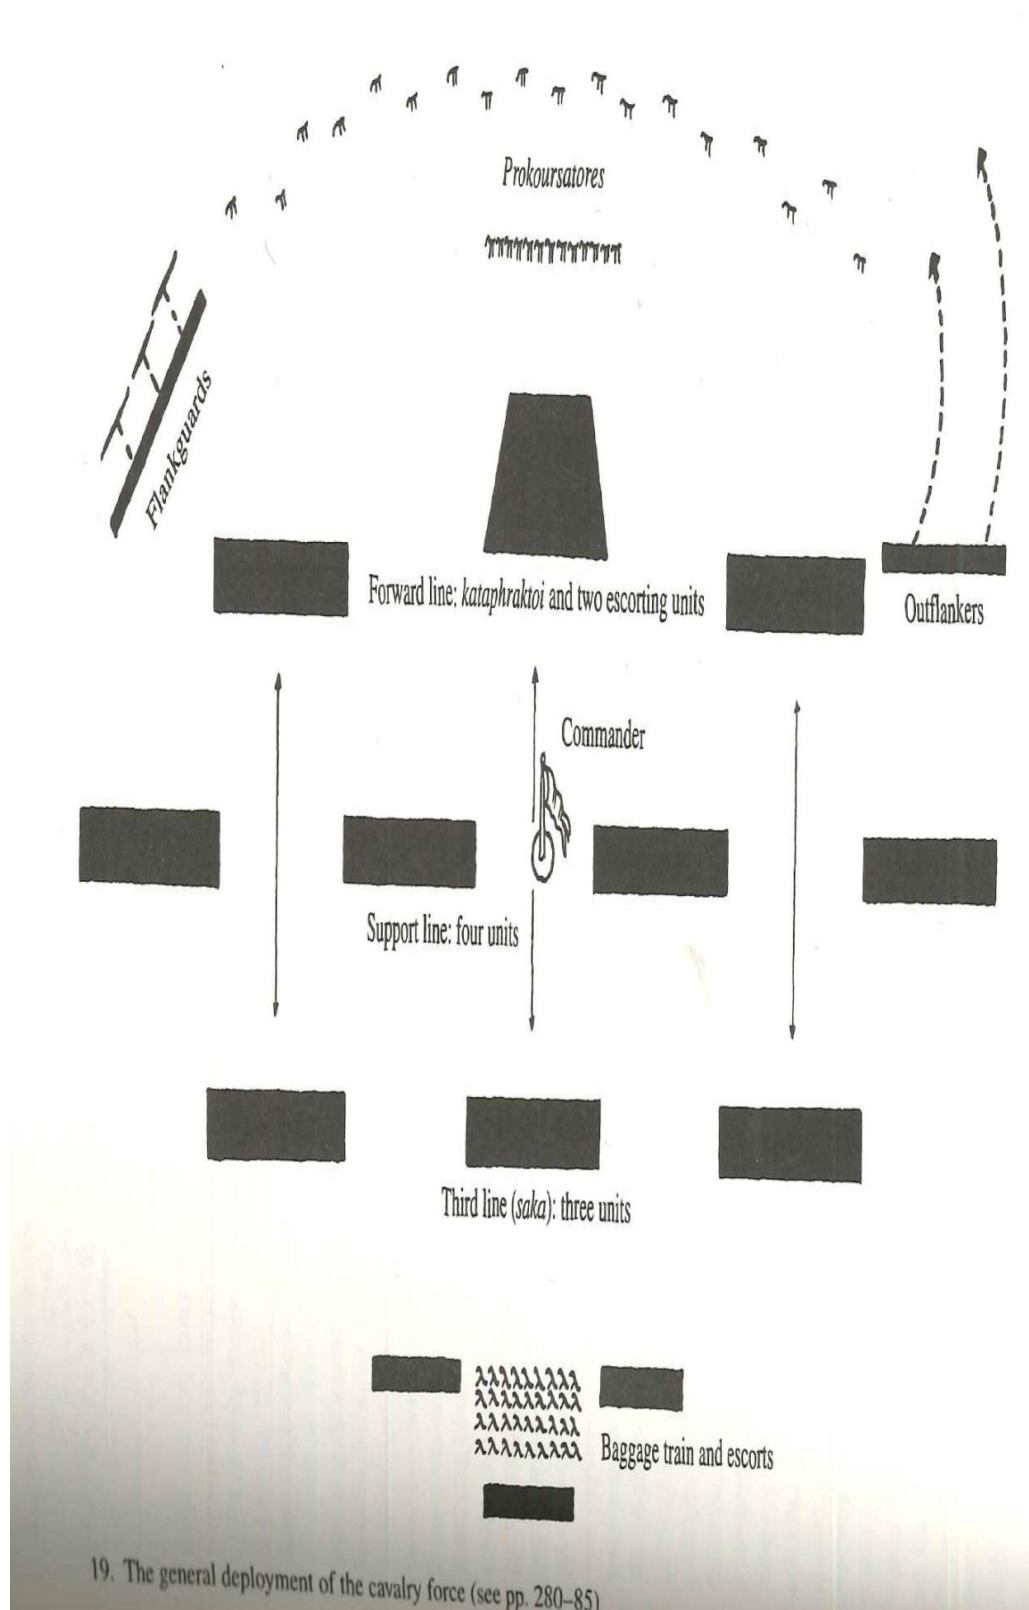 Prokoursatores
Flankguards
Forward line: kataphraktoi and two escorting units
Outflankers
Commander
Support line: four units
Third line (saka): three units
Baggage train and escorts
19. The general deployment of the cavalry force (see pp. 280–85)